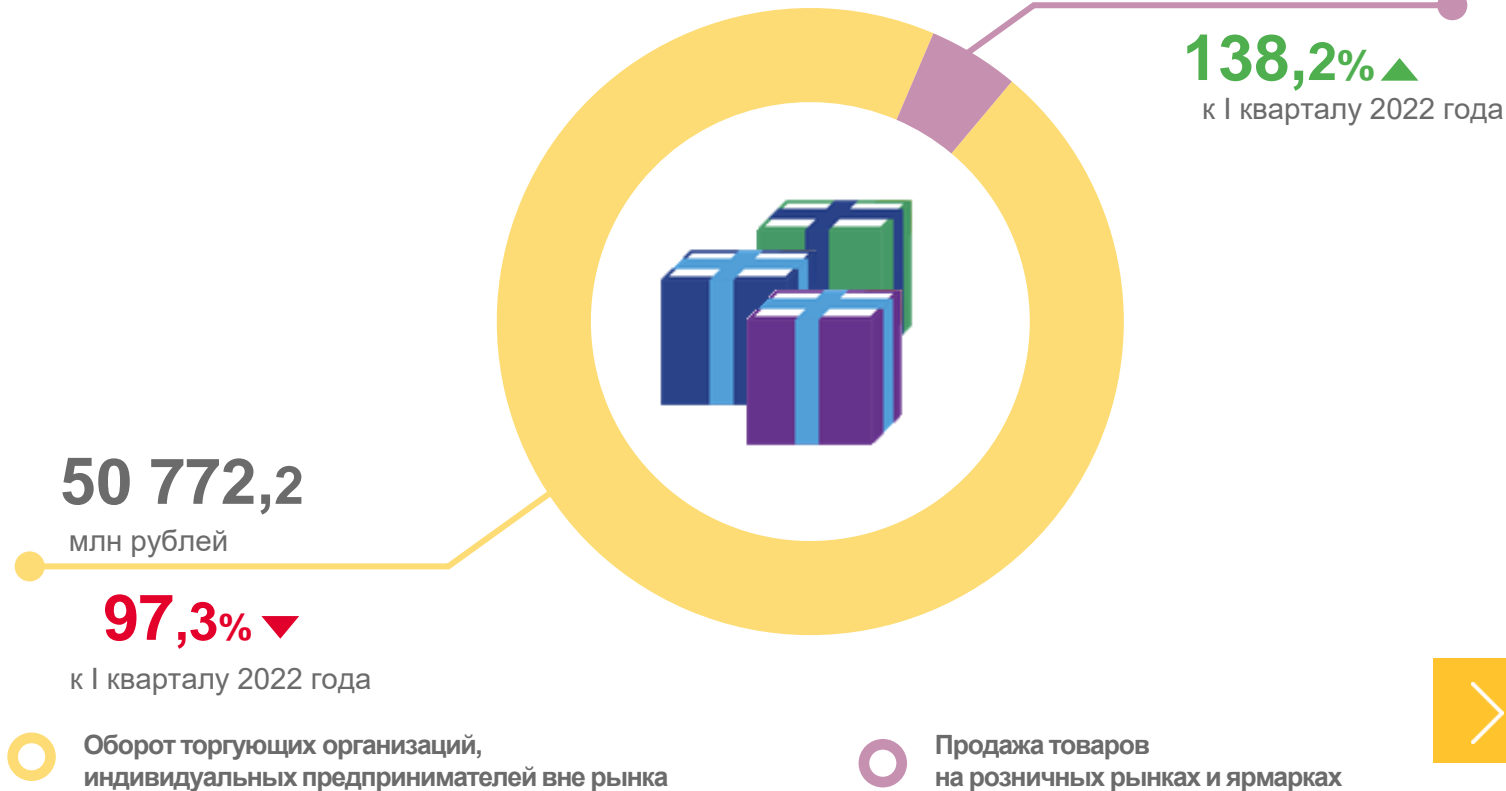 138,2%
к I кварталу 2022 года
50 772,2
млн рублей
97,3%
к I кварталу 2022 года
Оборот торгующих организаций,
индивидуальных предпринимателей вне рынка
Продажа товаров
на розничных рынках и ярмарках